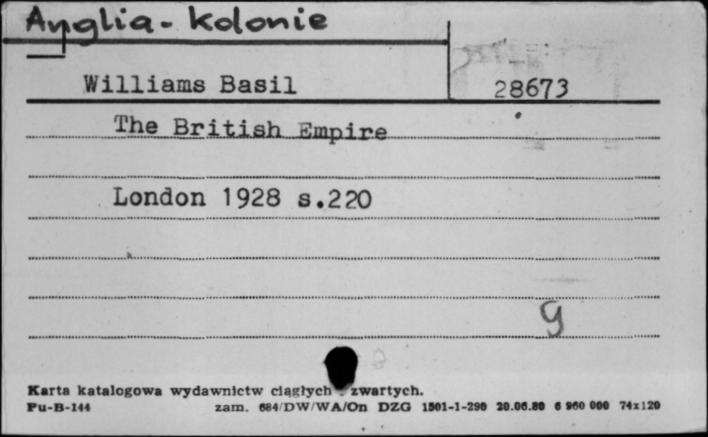 Anglia - kolonie
Williams Basil
28673
The British Empire
London 1928 s.220
g
Karta katalogowa wydawnictw ciągłych - zwartych.
Pu-B-144 zam. 684/DW/WA/On DZG 1501-1-290 20.06.80 6 960 000 74x120